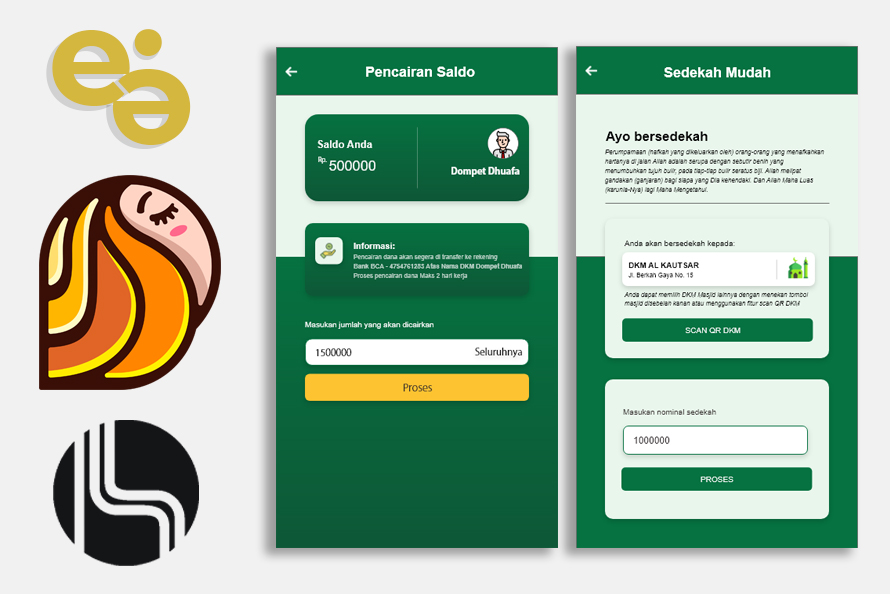 Pencairan Saldo
Saldo Anda
Rp. 500000
Dompet Dhuafa
Informasi:
Pencairan dana akan segera di transfer ke rekening
Bank BCA - 4754761283 Atas Nama DKM Dompet Dhuafa
Proses pencairan dana Maks 2 hari kerja
Masukan jumlah yang akan dicairkan
1500000 Seluruhnya
Proses
Sedekah Mudah
Ayo bersedekah
Perumpamaan (nafkah yang dikeluarkan oleh) orang-orang yang menafkahkan
hartanya di jalan Allah adalah serupa dengan sebutir benih yang
menumbuhkan tujuh bulir, pada tiap-tiap bulir seratus biji. Allah melipat
gandakan (ganjaran) bagi siapa yang Dia kehendaki. Dan Allah Maha Luas
(karunia-Nya) lagi Maha Mengetahui.
Anda akan bersedekah kepada:
DKM AL KAUTSAR
Jl. Berkah Gaya No. 15
Anda dapat memilih DKM Masjid lainnya dengan menekan tombol
masjid disebelah kanan atau menggunakan fitur scan QR DKM
SCAN QR DKM
Masukan nominal sedekah
1000000
PROSES